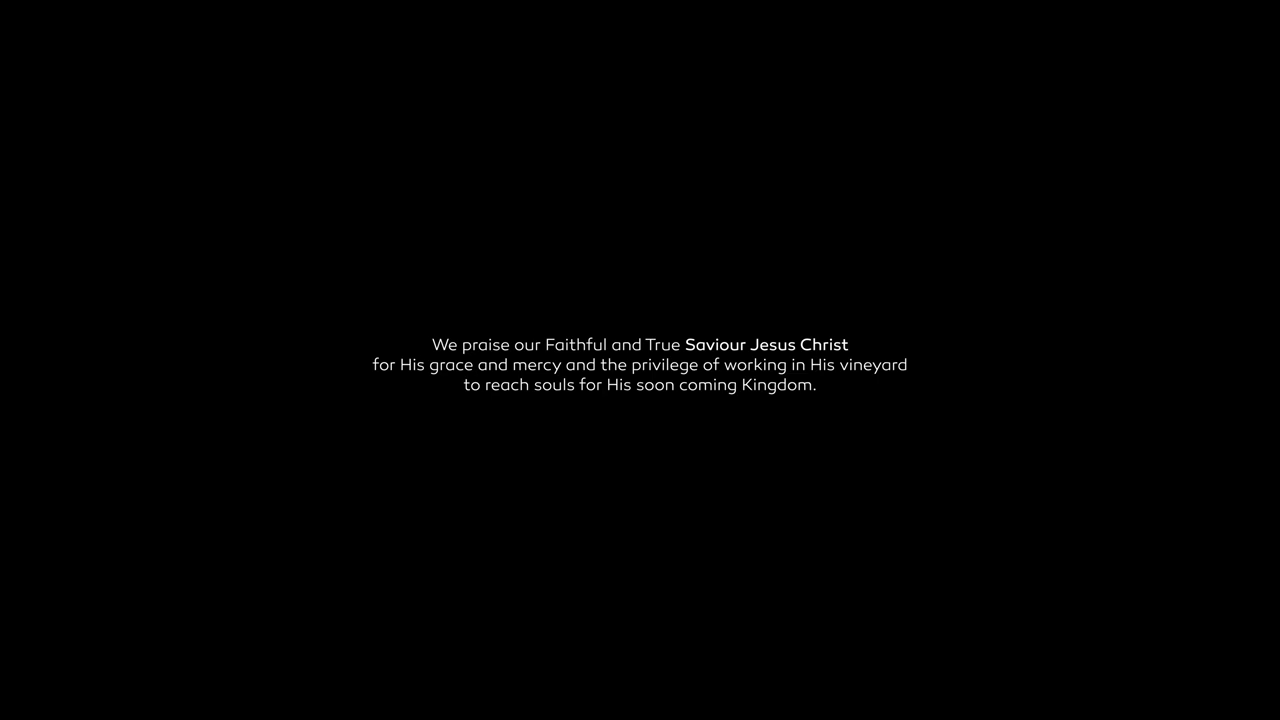 We praise our Faithful and True Saviour Jesus Christ
for His grace and mercy and the privilege of working in His vineyard
to reach souls for His soon coming Kingdom.